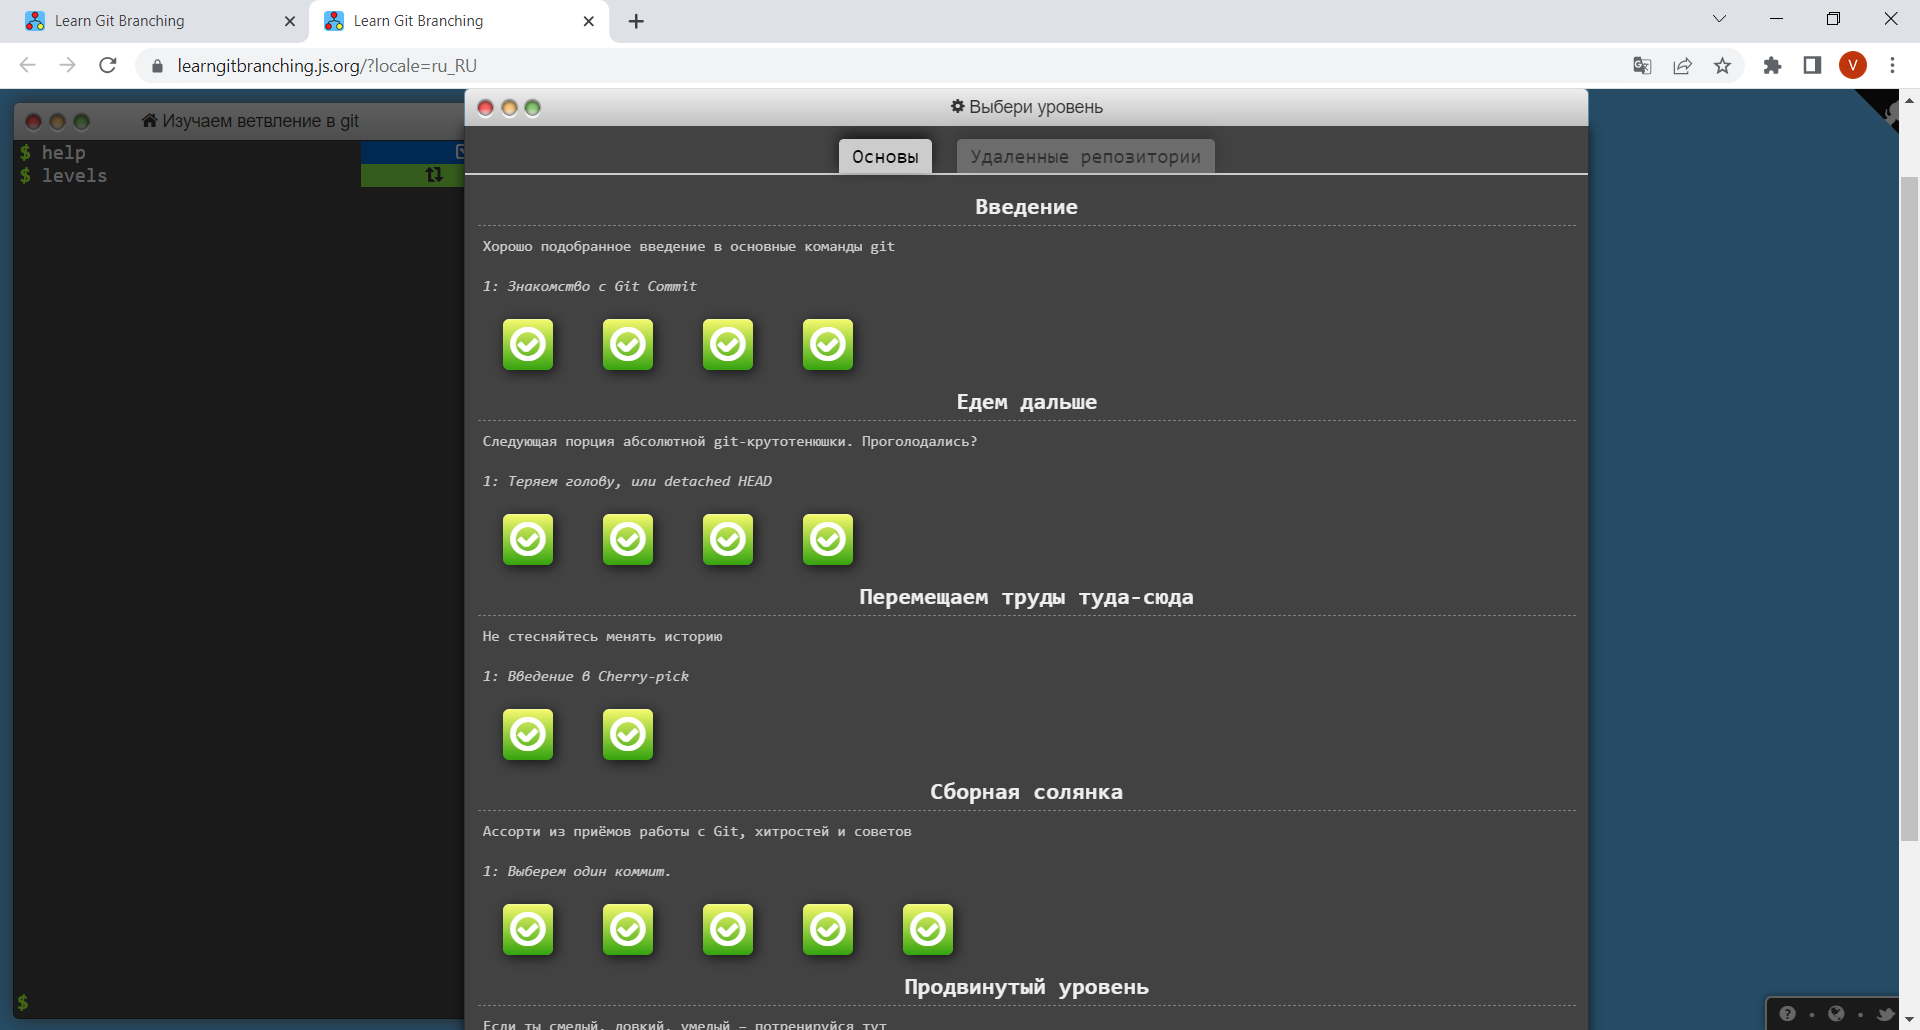 Learn Git Branching
Learn Git Branching
learngitbranching.js.org/?locale=ru_RU
V
Изучаем ветвление в git
$ help
$ levels
$
Выбери уровень
Основы
Удаленные репозитории
Введение
Хорошо подобранное введение в основные команды git
1: Знакомство с Git Commit
Едем дальше
Следующая порция абсолютной git-крутотенюшки. Проголодались?
1: Теряем голову, или detached HEAD
Перемещаем труды туда-сюда
Не стесняйтесь менять историю
1: Введение в Cherry-pick
Сборная солянка
Ассорти из приёмов работы с Git, хитростей и советов
1: Выберем один коммит.
Продвинутый уровень
Если ты смелый, ловкий, умелый – потренируйся тут